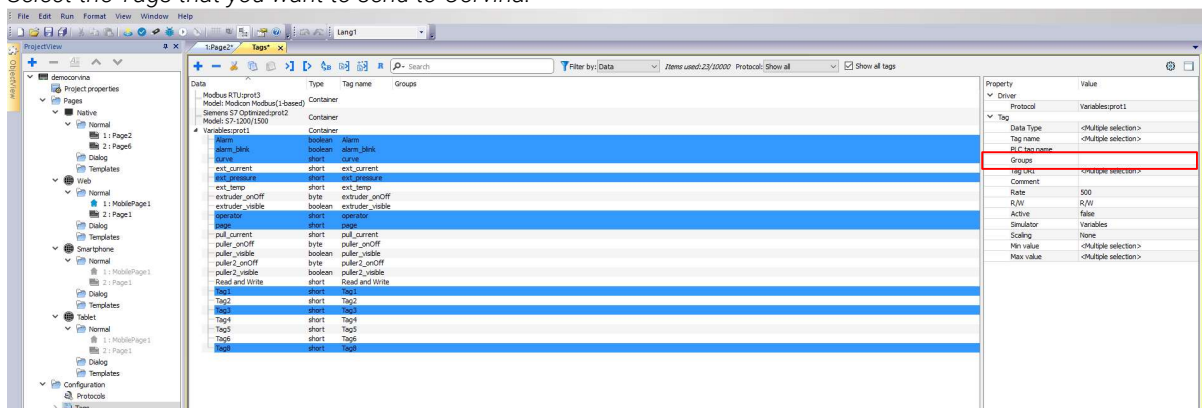 Select the Tags that you want to send to Corvina.
File Edit Run Format View Window Help
Lang1
ProjectView
1:Page2* Tags* x
ObjectView
Search
Filter by: Data
Items used:23/10000 Protocol: Show all
Show all tags
democorvina
Project properties
Pages
Native
Normal
1 : Page2
2 : Page6
Dialog
Templates
Web
Normal
1 : MobilePage1
2 : Page1
Dialog
Templates
Smartphone
Normal
1 : MobilePage1
2 : Page1
Dialog
Templates
Tablet
Normal
1 : MobilePage1
2 : Page1
Dialog
Templates
Configuration
Protocols
Tags
Data Type Tag name Groups
Modbus RTU:prot3
Model: Modicon Modbus(1-based) Container
Siemens S7 Optimized:prot2
Model: S7-1200/1500 Container
Variables:prot1 Container
Alarm boolean Alarm
alarm_blink boolean alarm_blink
curve short curve
ext_current short ext_current
ext_pressure short ext_pressure
ext_temp short ext_temp
extruder_onOff byte extruder_onOff
extruder_visible boolean extruder_visible
operator short operator
page short page
pull_current short pull_current
puller_onOff byte puller_onOff
puller_visible boolean puller_visible
puller2_onOff byte puller2_onOff
puller2_visible boolean puller2_visible
Read and Write short Read and Write
Tag1 short Tag1
Tag2 short Tag2
Tag3 short Tag3
Tag4 short Tag4
Tag5 short Tag5
Tag6 short Tag6
Tag8 short Tag8
Property Value
Driver
Protocol Variables:prot1
Tag
Data Type <Multiple selection>
Tag name <Multiple selection>
PLC tag name
Groups
Tag URI <Multiple selection>
Comment
Rate 500
R/W R/W
Active false
Simulator Variables
Scaling None
Min value <Multiple selection>
Max value <Multiple selection>